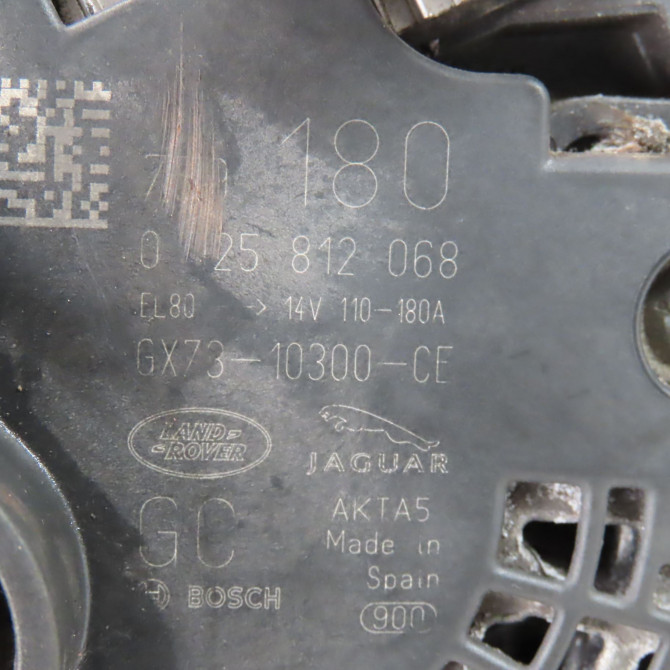 180
0 25 812 068
EL80 -> 14V 110-180A
GX73-10300-CE
LAND-
-ROVER
JAGUAR
GC
AKTA5
Made in
Spain
BOSCH
900